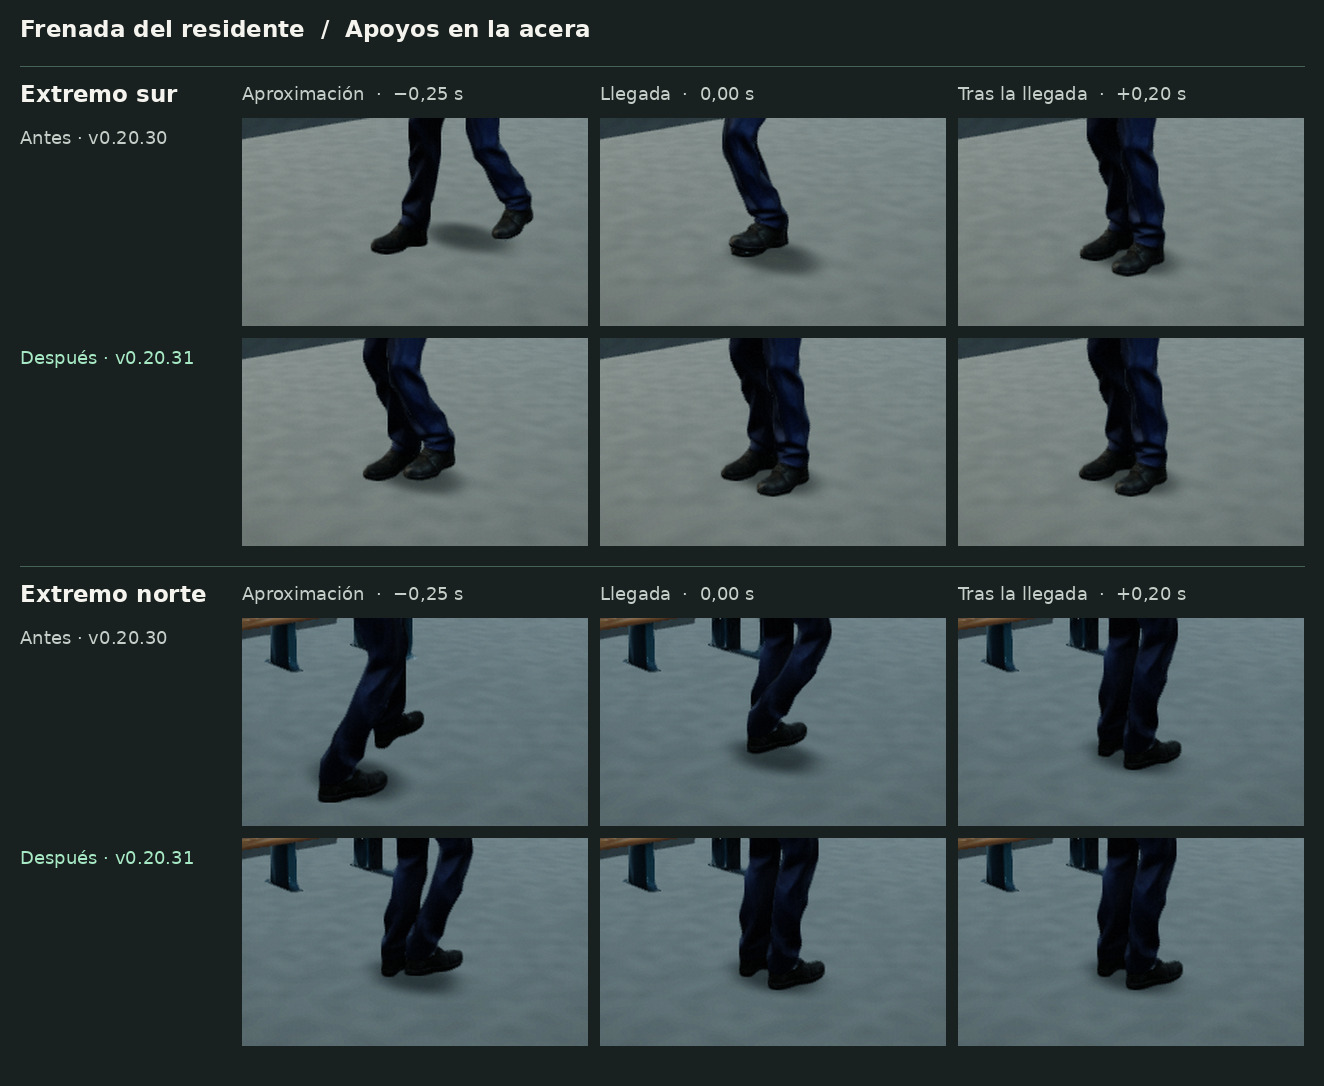 Frenada del residente / Apoyos en la acera
Extremo sur
Aproximación · −0,25 s
Llegada · 0,00 s
Tras la llegada · +0,20 s
Antes · v0.20.30
Después · v0.20.31
Extremo norte
Aproximación · −0,25 s
Llegada · 0,00 s
Tras la llegada · +0,20 s
Antes · v0.20.30
Después · v0.20.31